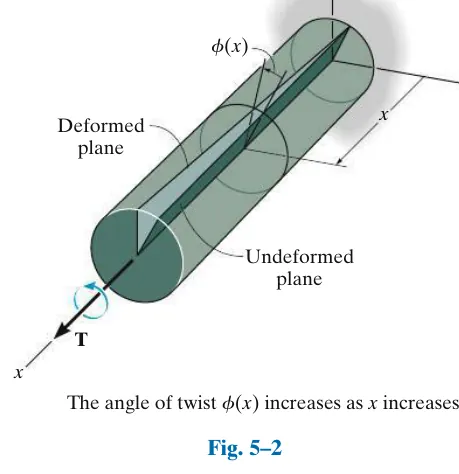 ϕ(x)
x
Deformed
plane
Undeformed
plane
T
x
The angle of twist ϕ(x) increases as x increases
Fig. 5–2